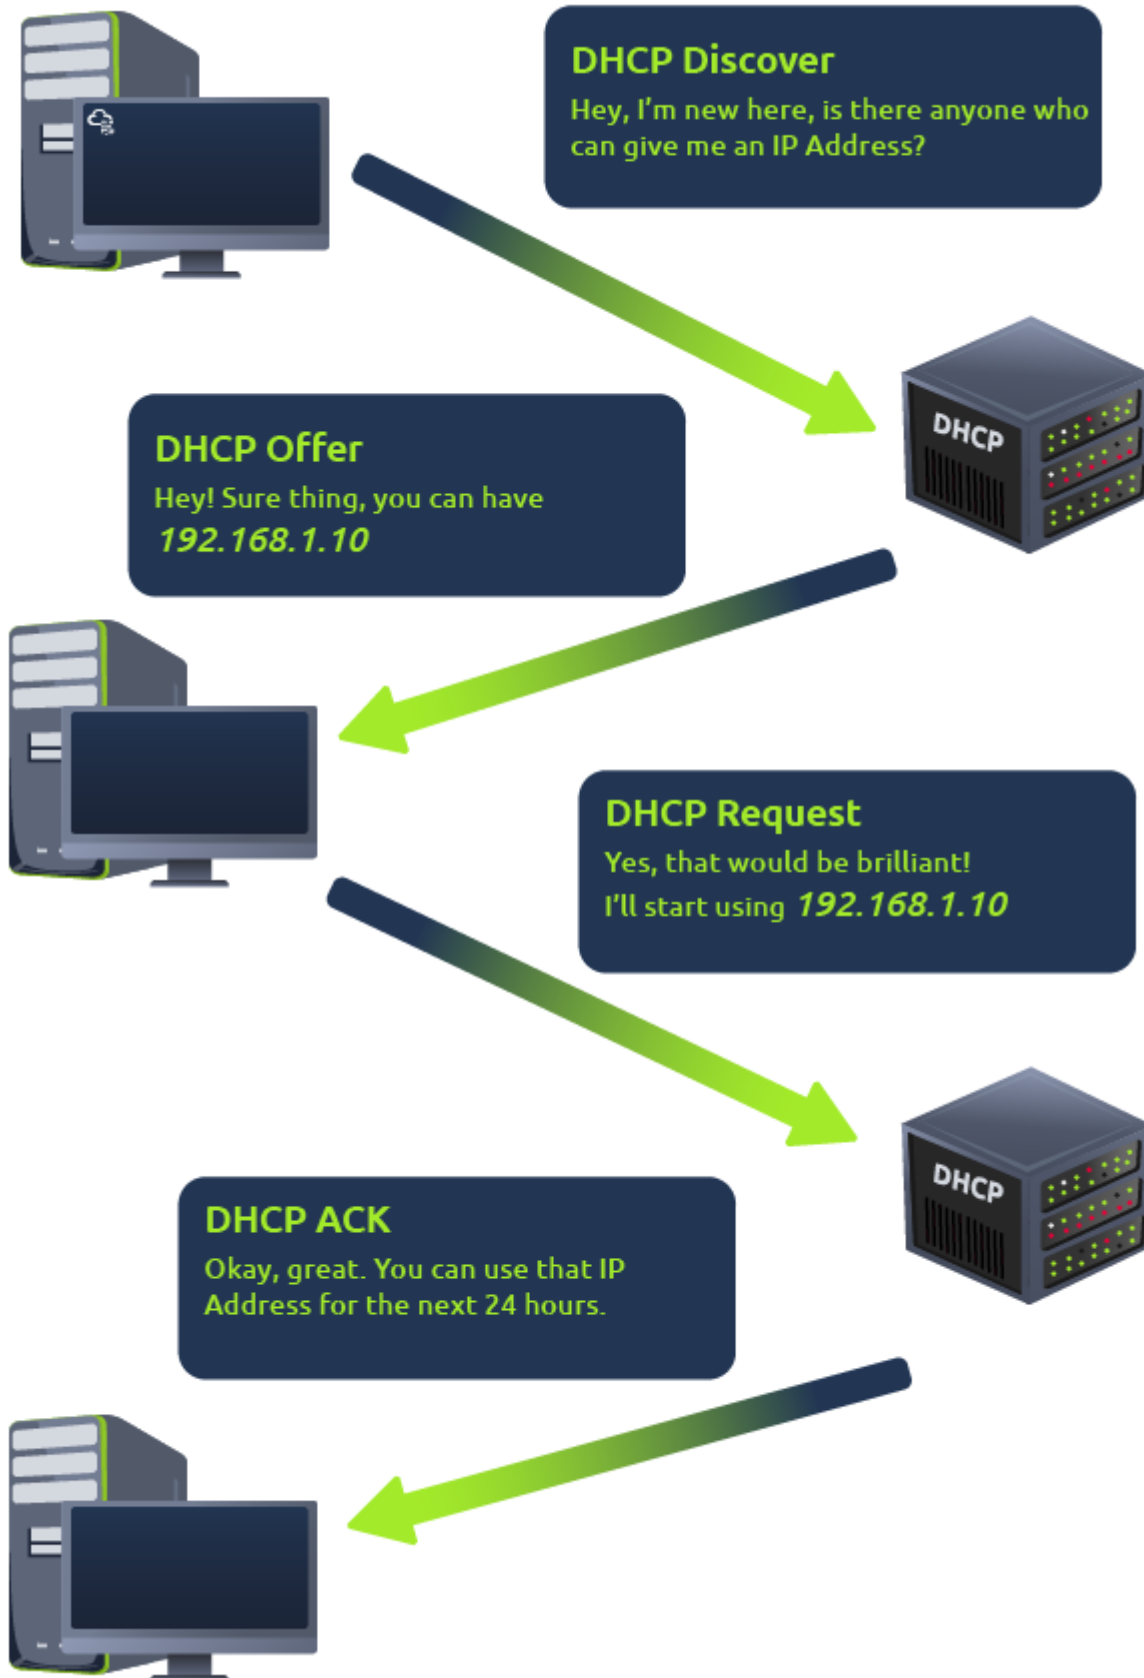 DHCP Discover
Hey, I'm new here, is there anyone who
can give me an IP Address?
DHCP
DHCP Offer
Hey! Sure thing, you can have
192.168.1.10
DHCP Request
Yes, that would be brilliant!
I'll start using 192.168.1.10
DHCP
DHCP ACK
Okay, great. You can use that IP
Address for the next 24 hours.